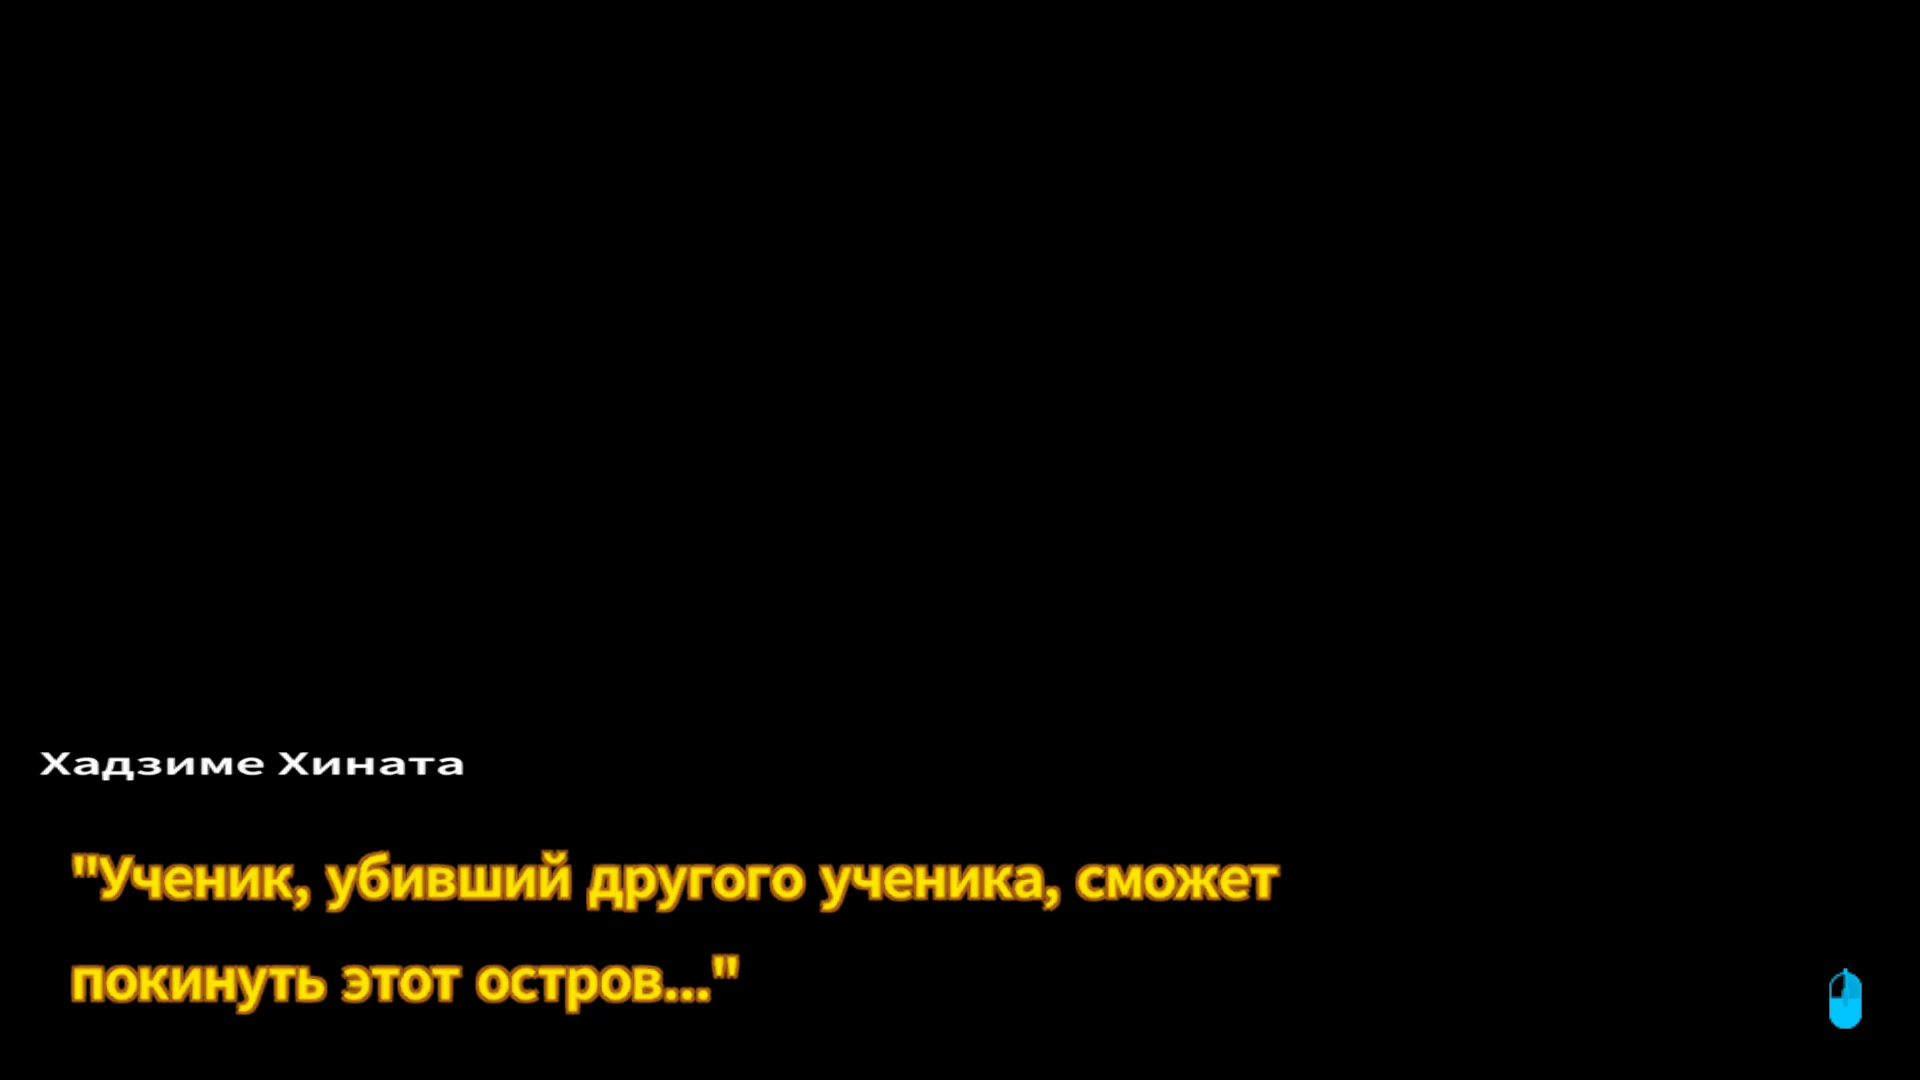 Хадзиме Хината
"Ученик, убивший другого ученика, сможет
покинуть этот остров..."